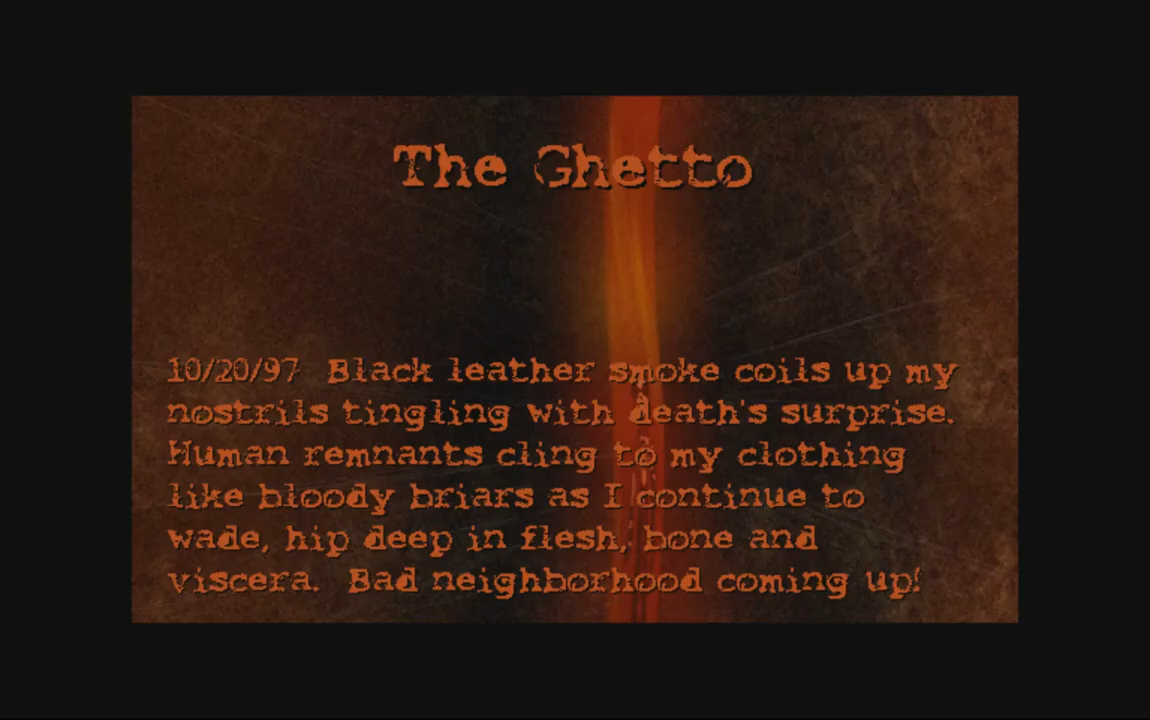 The Ghetto
10/20/97 Black leather smoke coils up my
nostrils tingling with death's surprise.
Human remnants cling to my clothing
like bloody briars as I continue to
wade, hip deep in flesh, bone and
viscera. Bad neighborhood coming up!